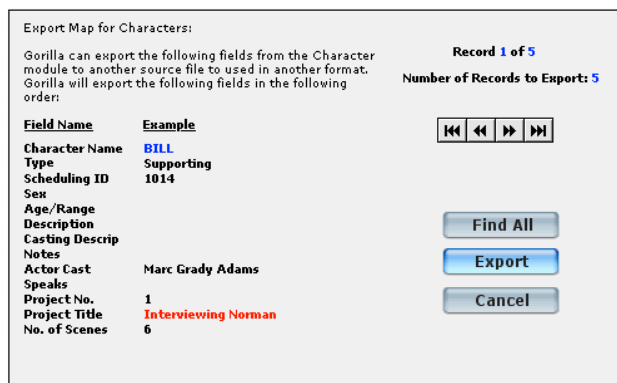 Export Map for Characters:
Gorilla can export the following fields from the Character
module to another source file to used in another format.
Gorilla will export the following fields in the following
order:
Record 1 of 5
Number of Records to Export: 5
Field Name Example
Character Name BILL
Type Supporting
Scheduling ID 1014
Sex
Age/Range
Description
Casting Descrip
Notes
Actor Cast Marc Grady Adams
Speaks
Project No. 1
Project Title Interviewing Norman
No. of Scenes 6
Find All
Export
Cancel